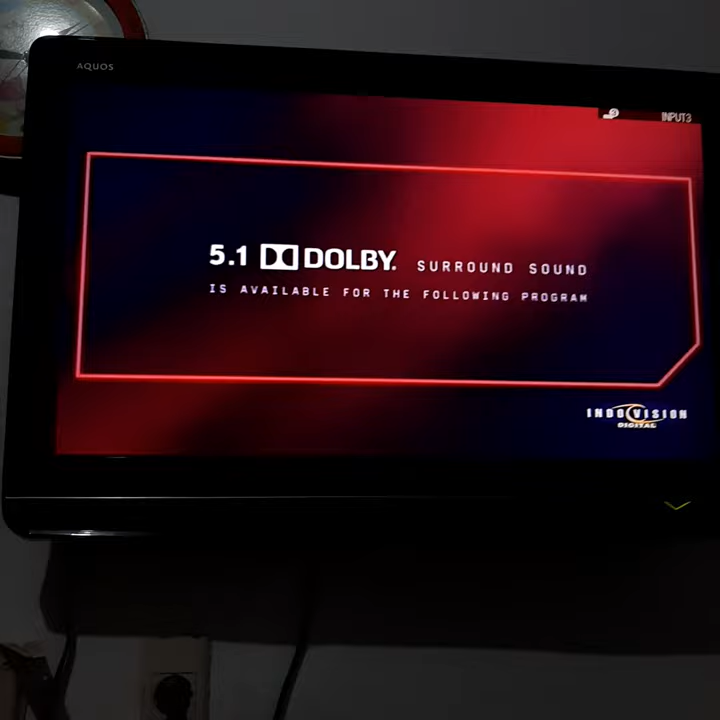 AQUOS
INPUT3
5.1 DOLBY. SURROUND SOUND
IS AVAILABLE FOR THE FOLLOWING PROGRAM
INDOVISION
DIGITAL